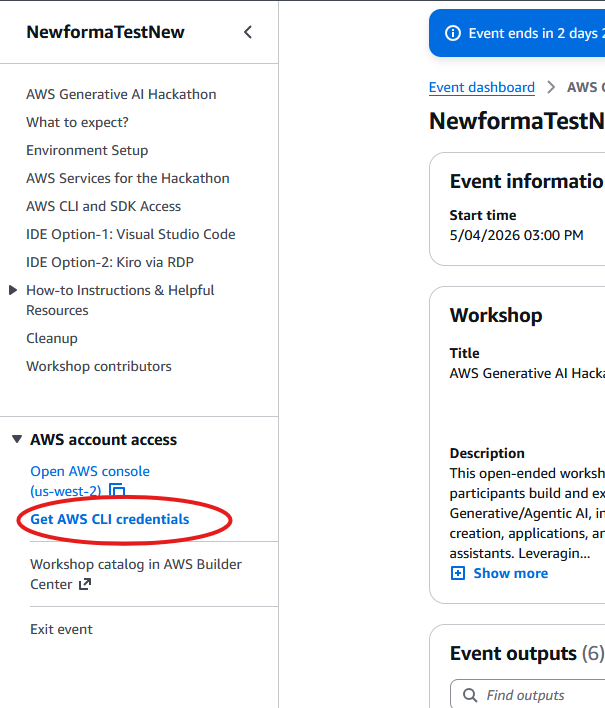 NewformaTestNew
AWS Generative AI Hackathon
What to expect?
Environment Setup
AWS Services for the Hackathon
AWS CLI and SDK Access
IDE Option-1: Visual Studio Code
IDE Option-2: Kiro via RDP
How-to Instructions & Helpful
Resources
Cleanup
Workshop contributors
AWS account access
Open AWS console
(us-west-2)
Get AWS CLI credentials
Workshop catalog in AWS Builder
Center
Exit event
Event ends in 2 days 2
Event dashboard
AWS G
NewformaTestN
Event informatio
Start time
5/04/2026 03:00 PM
Workshop
Title
AWS Generative AI Hacka
Description
This open-ended worksh
participants build and ex
Generative/Agentic AI, in
creation, applications, an
assistants. Leveragin...
Show more
Event outputs (6)
Find outputs